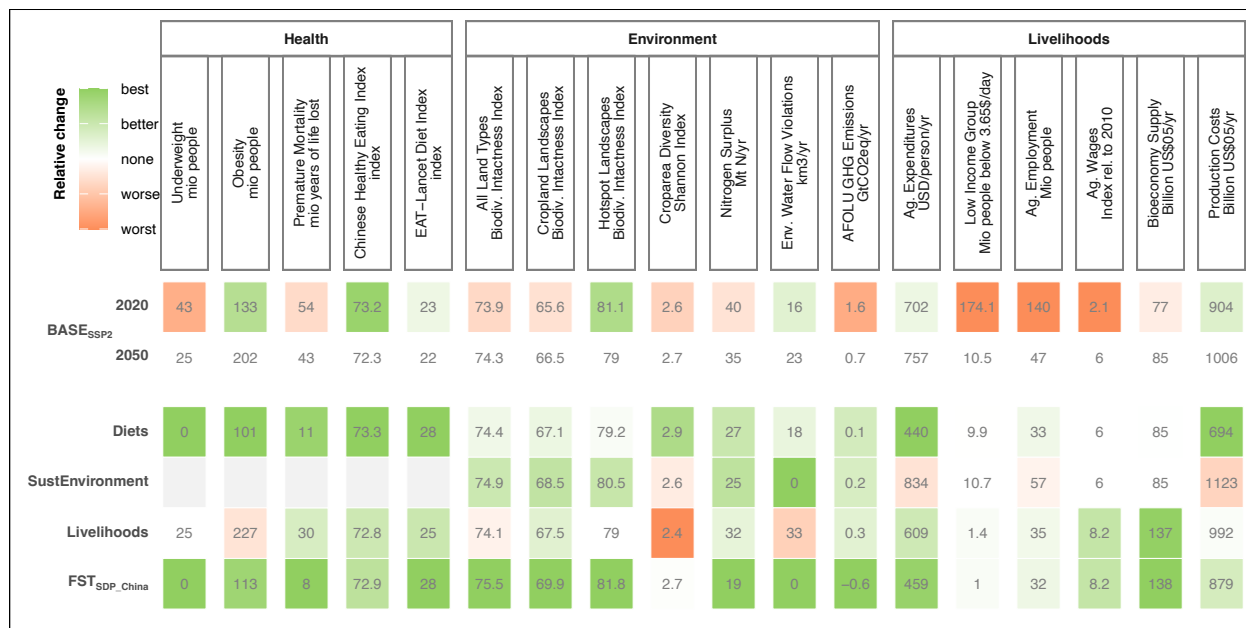 Health
Environment
Livelihoods
Relative change
best
better
none
worse
worst
Underweight
mio people
Obesity
mio people
Premature Mortality
mio years of life lost
Chinese Healthy Eating Index
index
EAT−Lancet Diet Index
index
All Land Types
Biodiv. Intactness Index
Cropland Landscapes
Biodiv. Intactness Index
Hotspot Landscapes
Biodiv. Intactness Index
Croparea Diversity
Shannon Index
Nitrogen Surplus
Mt N/yr
Env. Water Flow Violations
km3/yr
AFOLU GHG Emissions
GtCO2eq/yr
Ag. Expenditures
USD/person/yr
Low Income Group
Mio people below 3.65$/day
Ag. Employment
Mio people
Ag. Wages
Index rel. to 2010
Bioeconomy Supply
Billion US$05/yr
Production Costs
Billion US$05/yr
BASE SSP2
2020 43 133 54 73.2 23 73.9 65.6 81.1 2.6 40 16 1.6 702 174.1 140 2.1 77 904
2050 25 202 43 72.3 22 74.3 66.5 79 2.7 35 23 0.7 757 10.5 47 6 85 1006
Diets 0 101 11 73.3 28 74.4 67.1 79.2 2.9 27 18 0.1 440 9.9 33 6 85 694
SustEnvironment 74.9 68.5 80.5 2.6 25 0 0.2 834 10.7 57 6 85 1123
Livelihoods 25 227 30 72.8 25 74.1 67.5 79 2.4 32 33 0.3 609 1.4 35 8.2 137 992
FST SDP_China 0 113 8 72.9 28 75.5 69.9 81.8 2.7 19 0 −0.6 459 1 32 8.2 138 879